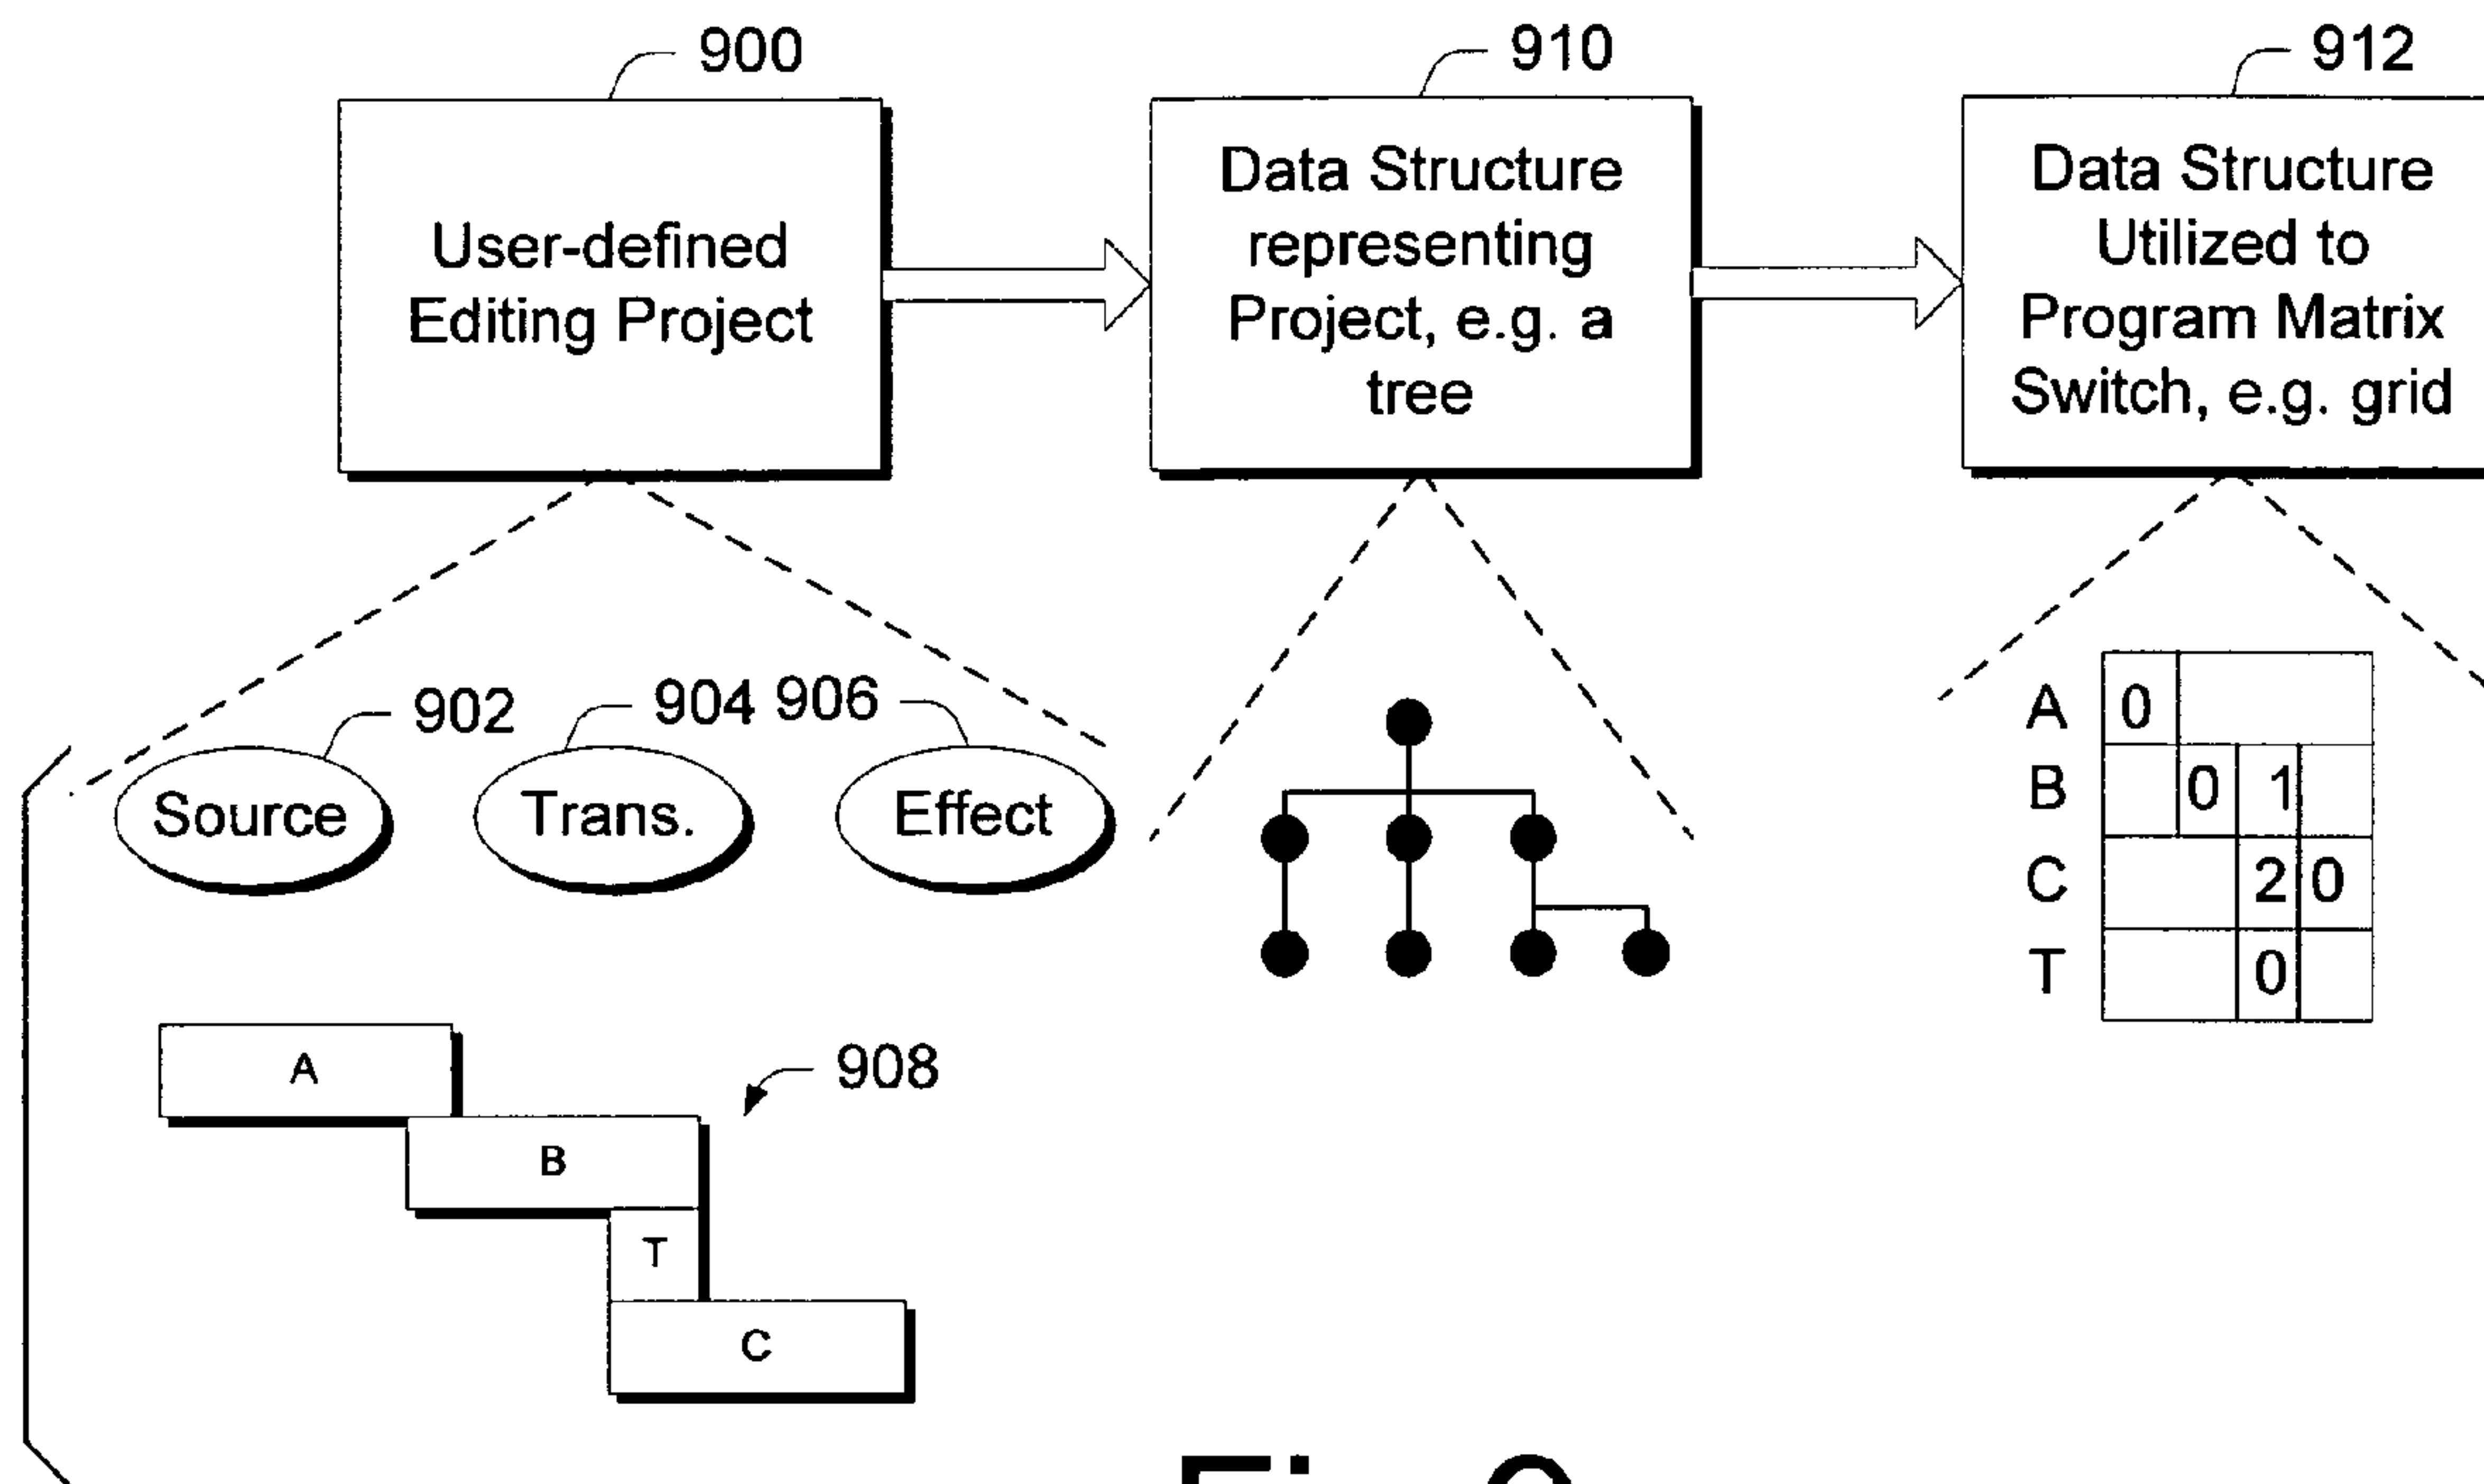 900
910
912
User-defined
Editing Project
Data Structure
representing
Project, e.g. a
tree
Data Structure
Utilized to
Program Matrix
Switch, e.g. grid
902
904 906
Source
Trans.
Effect
A 0
B 0 1
C 2 0
T 0
A
908
B
T
C